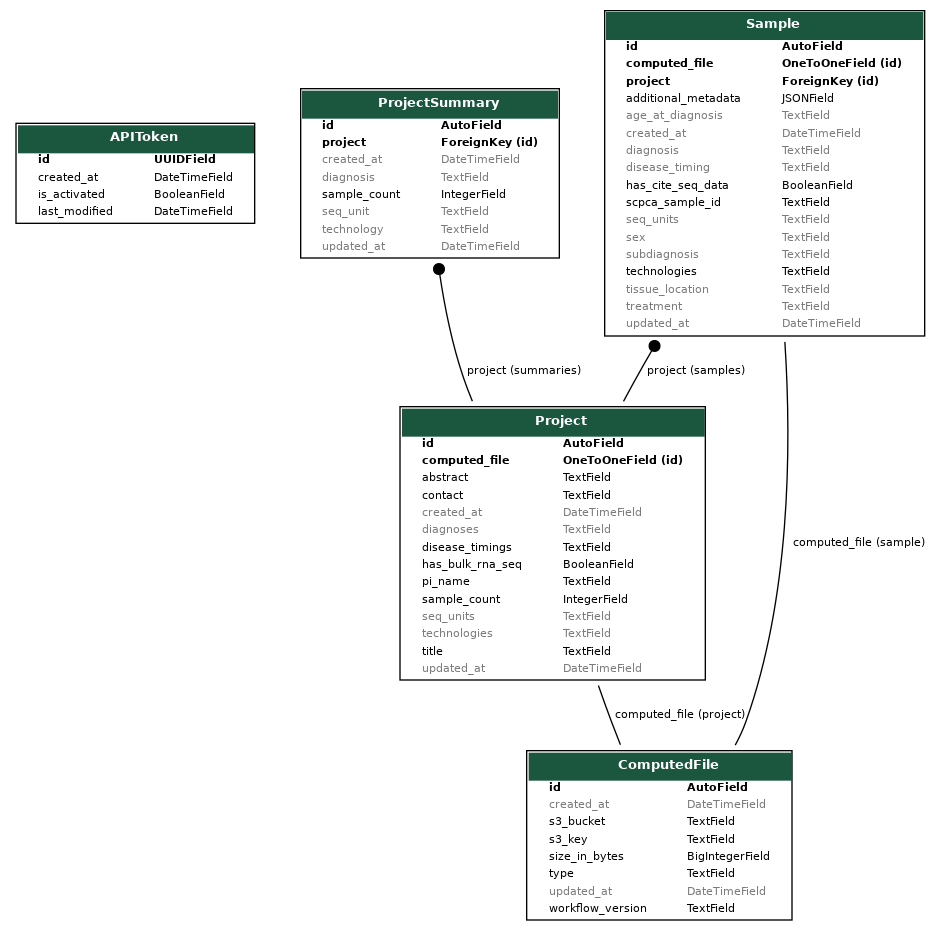 APIToken
id UUIDField
created_at DateTimeField
is_activated BooleanField
last_modified DateTimeField
ProjectSummary
id AutoField
project ForeignKey (id)
created_at DateTimeField
diagnosis TextField
sample_count IntegerField
seq_unit TextField
technology TextField
updated_at DateTimeField
Sample
id AutoField
computed_file OneToOneField (id)
project ForeignKey (id)
additional_metadata JSONField
age_at_diagnosis TextField
created_at DateTimeField
diagnosis TextField
disease_timing TextField
has_cite_seq_data BooleanField
scpca_sample_id TextField
seq_units TextField
sex TextField
subdiagnosis TextField
technologies TextField
tissue_location TextField
treatment TextField
updated_at DateTimeField
project (summaries)
project (samples)
Project
id AutoField
computed_file OneToOneField (id)
abstract TextField
contact TextField
created_at DateTimeField
diagnoses TextField
disease_timings TextField
has_bulk_rna_seq BooleanField
pi_name TextField
sample_count IntegerField
seq_units TextField
technologies TextField
title TextField
updated_at DateTimeField
computed_file (sample)
computed_file (project)
ComputedFile
id AutoField
created_at DateTimeField
s3_bucket TextField
s3_key TextField
size_in_bytes BigIntegerField
type TextField
updated_at DateTimeField
workflow_version TextField